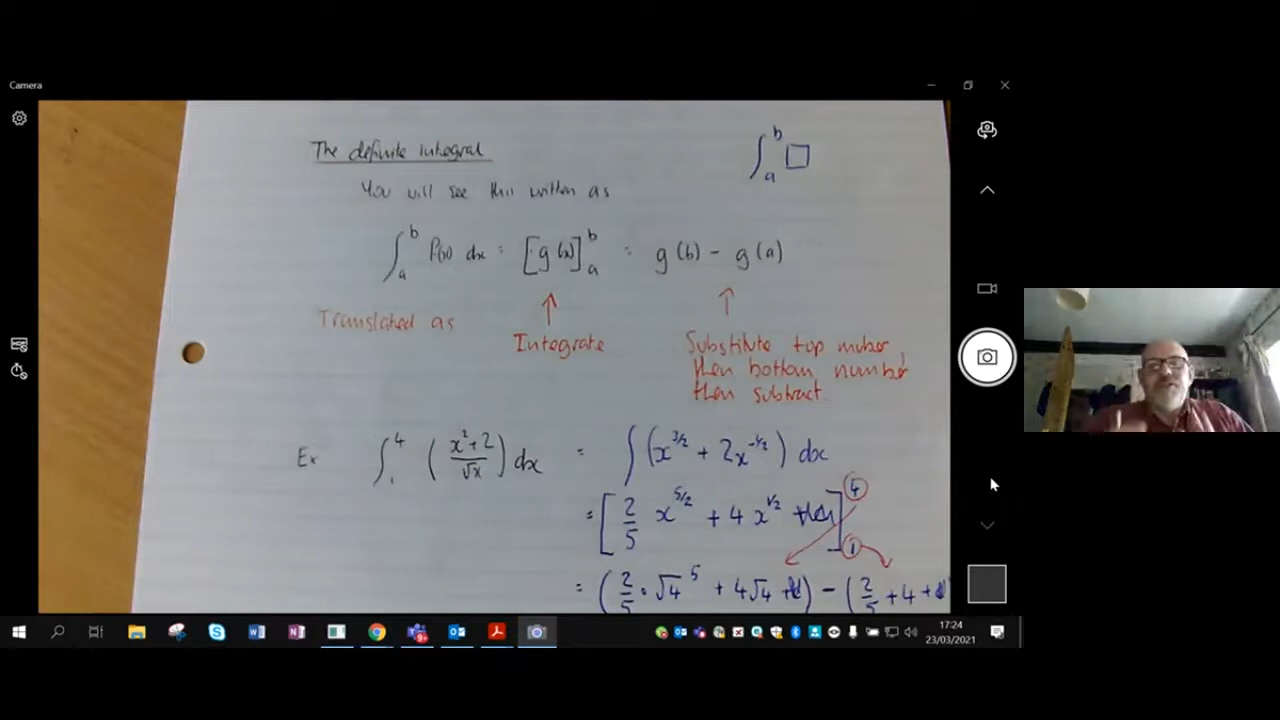 Camera
The definite integral
∫ₐᵇ □
You will see this written as
∫ₐᵇ f(x) dx = [g(x)]ₐᵇ = g(b) - g(a)
Translated as
Integrate
Substitute top number,
then bottom number
then subtract.
Ex ∫₁⁴ (x²+2/√x) dx = ∫(x^3/2 + 2x^-1/2) dx
= [2/5 x^5/2 + 4x^1/2] 4 1
= (2/5 · √4⁵ + 4√4) - (2/5 + 4
17:24
23/03/2021